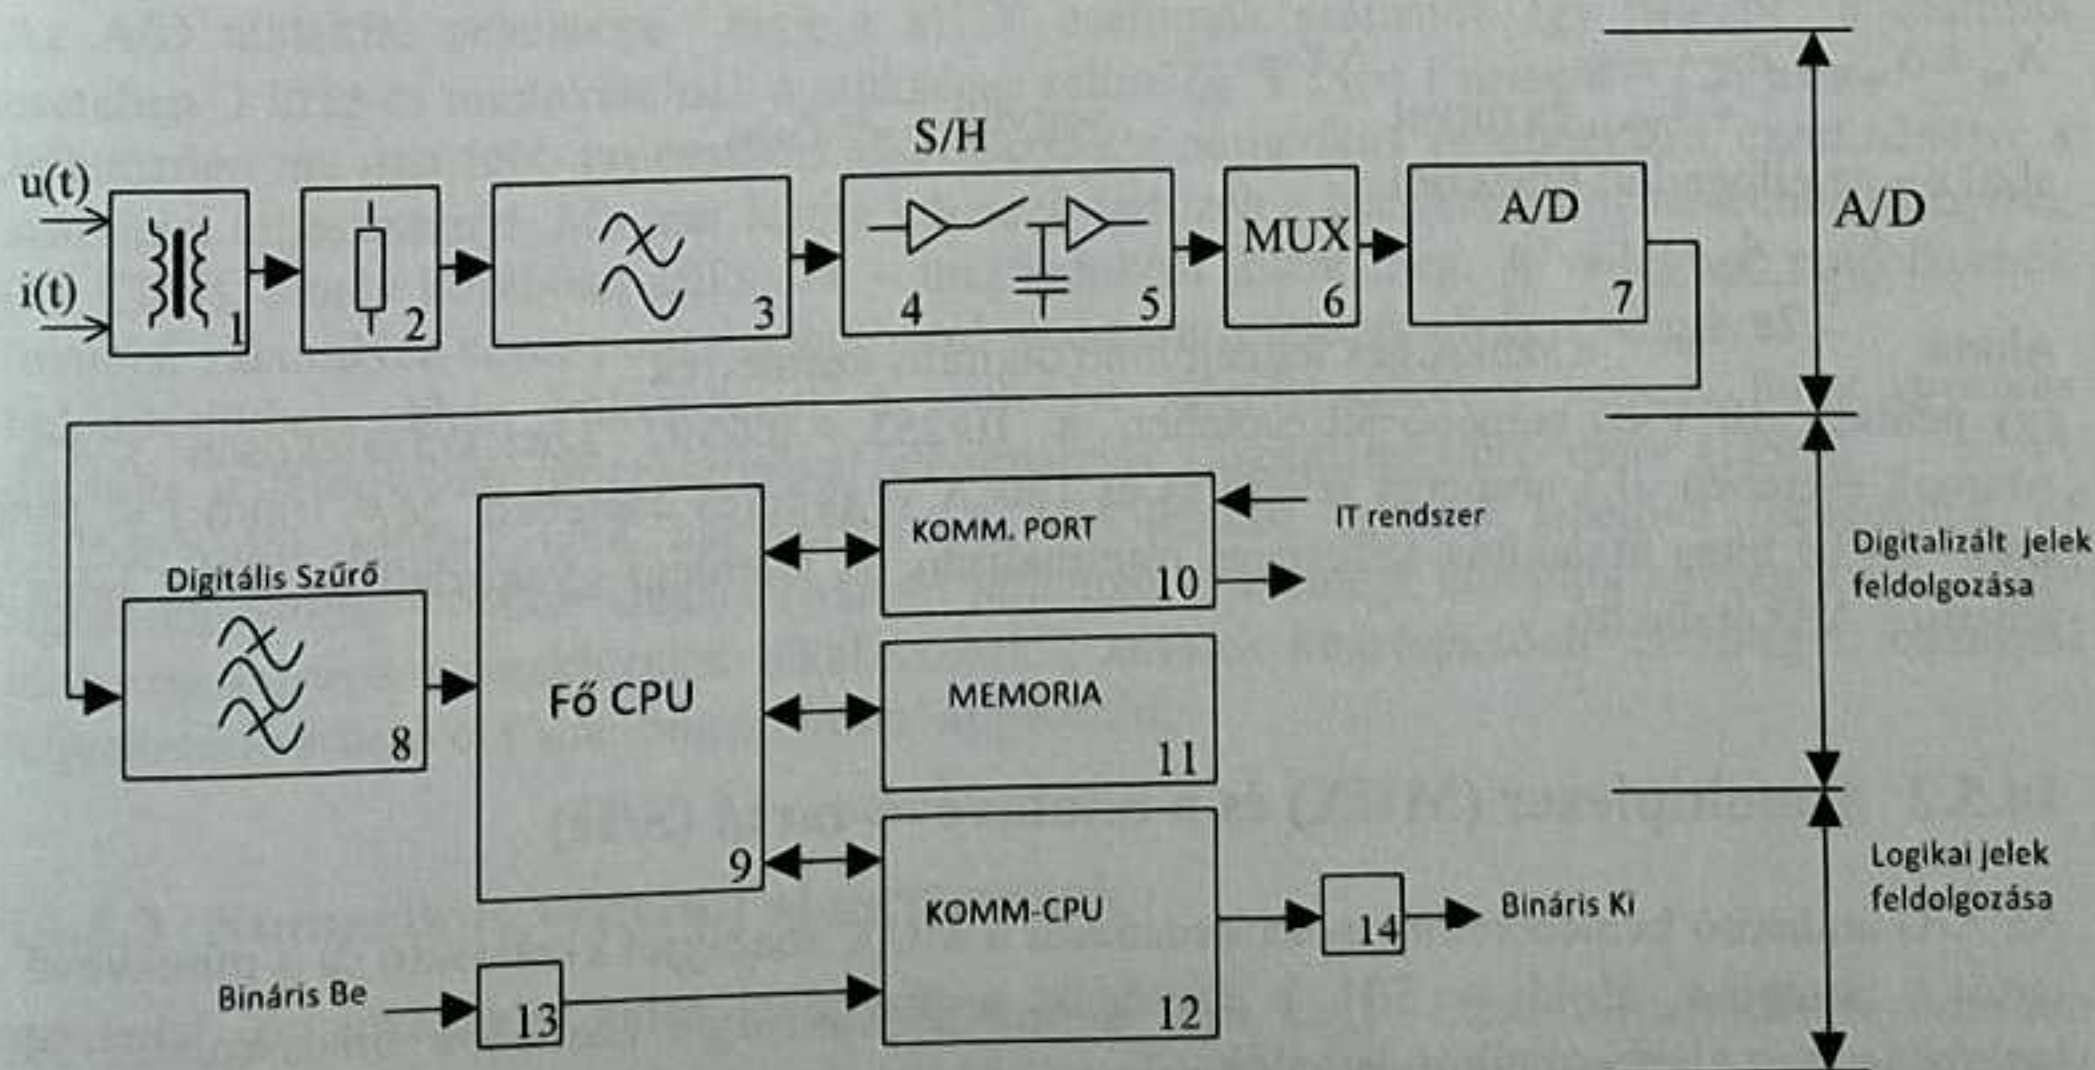 S/H
u(t)
i(t)
1
2
3
4
5
MUX
6
A/D
7
A/D
Digitális Szűrő
8
Fő CPU
9
KOMM. PORT
10
IT rendszer
MEMORIA
11
Digitalizált jelek
feldolgozása
KOMM-CPU
12
Bináris Be
13
14
Bináris Ki
Logikai jelek
feldolgozása